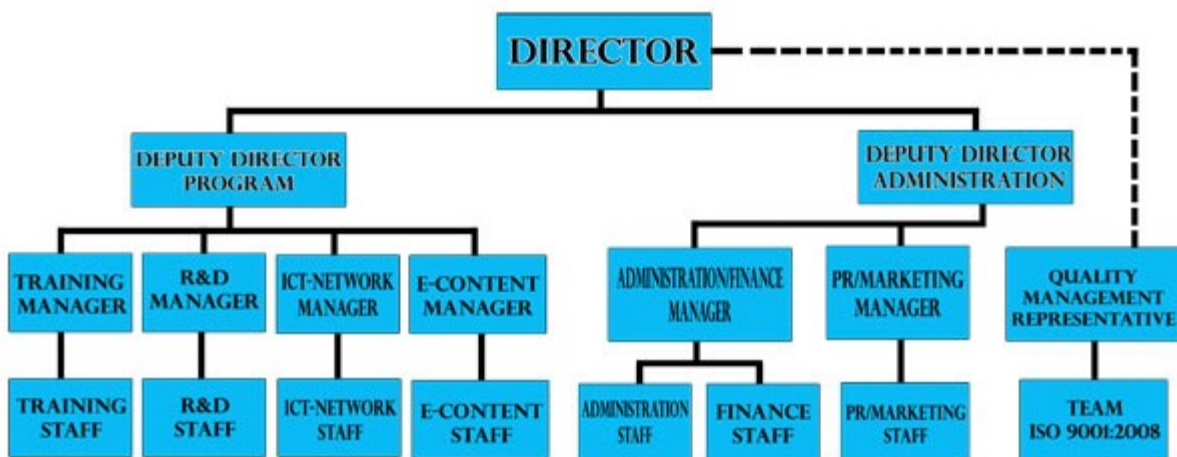 DIRECTOR
DEPUTY DIRECTOR
PROGRAM
DEPUTY DIRECTOR
ADMINISTRATION
TRAINING
MANAGER
R&D
MANAGER
ICT-NETWORK
MANAGER
E-CONTENT
MANAGER
ADMINISTRATION/FINANCE
MANAGER
PR/MARKETING
MANAGER
QUALITY
MANAGEMENT
REPRESENTATIVE
TRAINING
STAFF
R&D
STAFF
ICT-NETWORK
STAFF
E-CONTENT
STAFF
ADMINISTRATION
STAFF
FINANCE
STAFF
PR/MARKETING
STAFF
TEAM
ISO 9001:2008